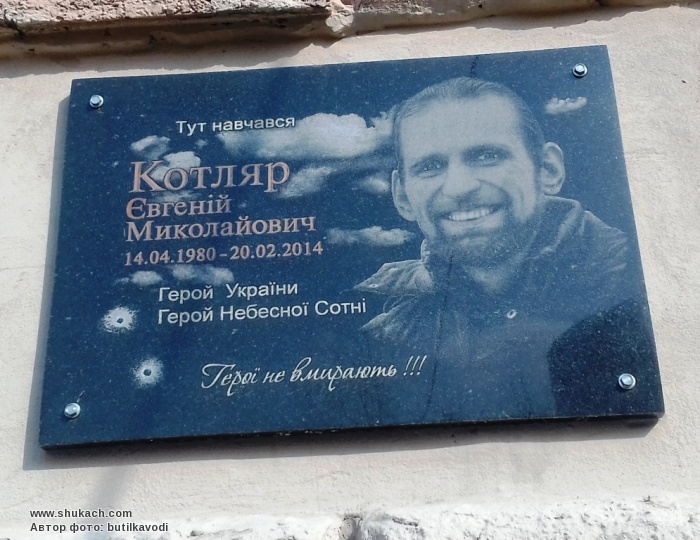 Тут навчався
Котляр
Євгеній
Миколайович
14.04.1980 - 20.02.2014
Герой України
Герой Небесної Сотні
Герої не вмирають !!!
www.shukach.com
Автор фото: butilkavodi